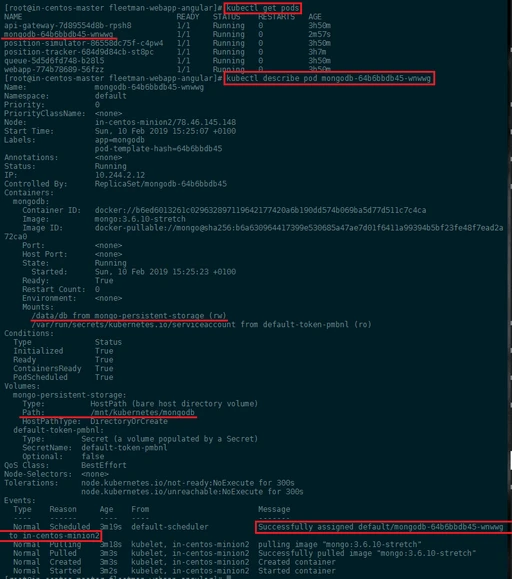 [root@in-centos-master fleetman-webapp-angular]# kubectl get pods
NAME READY STATUS RESTARTS AGE
api-gateway-7d89554d8b-rpsh8 1/1 Running 0 3h50m
mongodb-64b6bbdb45-wnwwg 1/1 Running 0 2m57s
position-simulator-86558dc75f-c4pw4 1/1 Running 0 3h50m
position-tracker-684d9d84cb-st8pc 1/1 Running 0 3h7m
queue-5d5d6fd748-b28l5 1/1 Running 0 3h50m
webapp-774b78689-56fzz 1/1 Running 0 3h50m
[root@in-centos-master fleetman-webapp-angular]# kubectl describe pod mongodb-64b6bbdb45-wnwwg
Name: mongodb-64b6bbdb45-wnwwg
Namespace: default
Priority: 0
PriorityClassName: <none>
Node: in-centos-minion2/78.46.145.148
Start Time: Sun, 10 Feb 2019 15:25:07 +0100
Labels: app=mongodb
pod-template-hash=64b6bbdb45
Annotations: <none>
Status: Running
IP: 10.244.2.12
Controlled By: ReplicaSet/mongodb-64b6bbdb45
Containers:
mongodb:
Container ID: docker://b6ed6013261c029632897119642177420a6b190dd574b069ba5d77d511c7c4ca
Image: mongo:3.6.10-stretch
Image ID: docker-pullable://mongo@sha256:b6a630964417399e530685a47ae7d01f6411a99394b5bf23fe48f7ead2a
72ca0
Port: <none>
Host Port: <none>
State: Running
Started: Sun, 10 Feb 2019 15:25:23 +0100
Ready: True
Restart Count: 0
Environment: <none>
Mounts:
/data/db from mongo-persistent-storage (rw)
/var/run/secrets/kubernetes.io/serviceaccount from default-token-pmbnl (ro)
Conditions:
Type Status
Initialized True
Ready True
ContainersReady True
PodScheduled True
Volumes:
mongo-persistent-storage:
Type: HostPath (bare host directory volume)
Path: /mnt/kubernetes/mongodb
HostPathType: DirectoryOrCreate
default-token-pmbnl:
Type: Secret (a volume populated by a Secret)
SecretName: default-token-pmbnl
Optional: false
QoS Class: BestEffort
Node-Selectors: <none>
Tolerations: node.kubernetes.io/not-ready:NoExecute for 300s
node.kubernetes.io/unreachable:NoExecute for 300s
Events:
Type Reason Age From Message
---- ------ ---- ---- -------
Normal Scheduled 3m19s default-scheduler Successfully assigned default/mongodb-64b6bbdb45-wnwwg
to in-centos-minion2
Normal Pulling 3m18s kubelet, in-centos-minion2 pulling image "mongo:3.6.10-stretch"
Normal Pulled 3m3s kubelet, in-centos-minion2 Successfully pulled image "mongo:3.6.10-stretch"
Normal Created 3m3s kubelet, in-centos-minion2 Created container
Normal Started 3m2s kubelet, in-centos-minion2 Started container